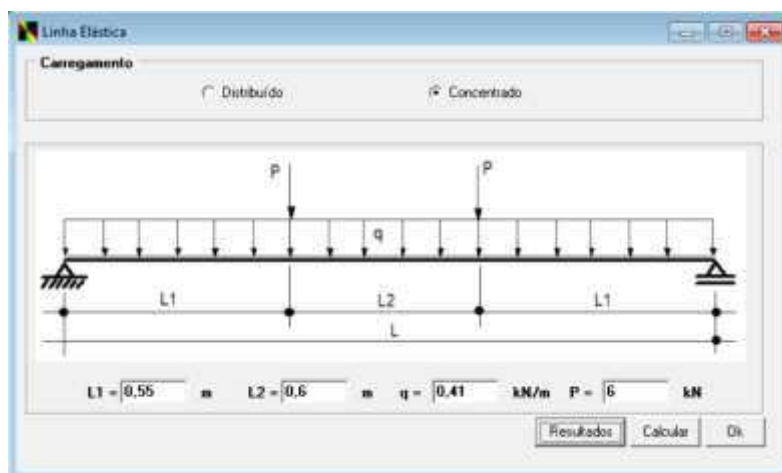 Linha Elástica
Carregamento
Distribuído
Concentrado
P
P
q
L1
L2
L1
L
L1 = 0,55 m L2 = 0,6 m q = 0,41 kN/m P = 6 kN
Resultados Calcular Ok